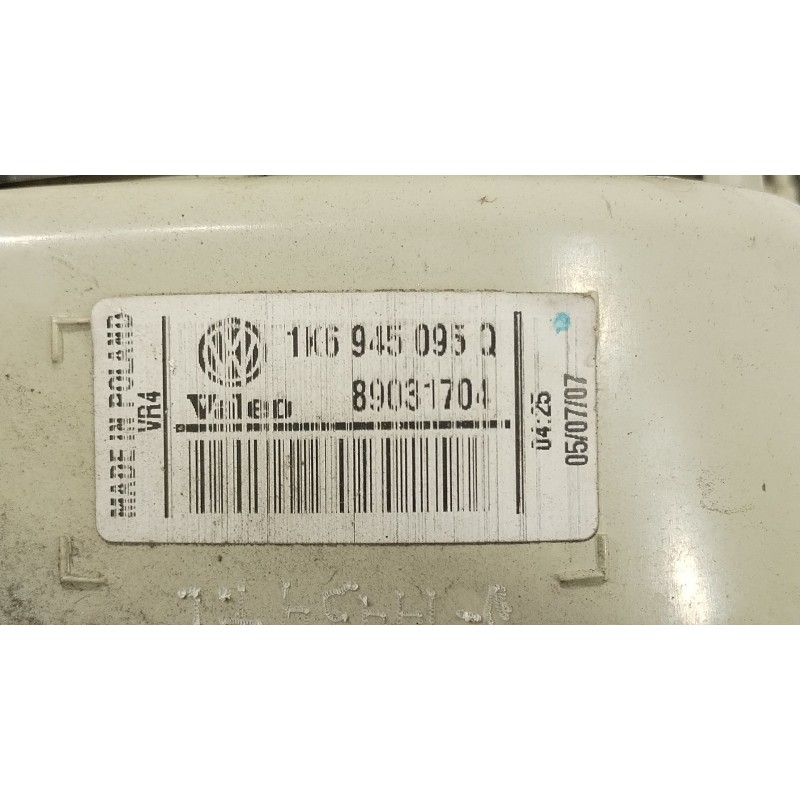 MADE IN POLAND
VR4
1K6 945 095 Q
Valeo
89031704
04:25
05/07/07